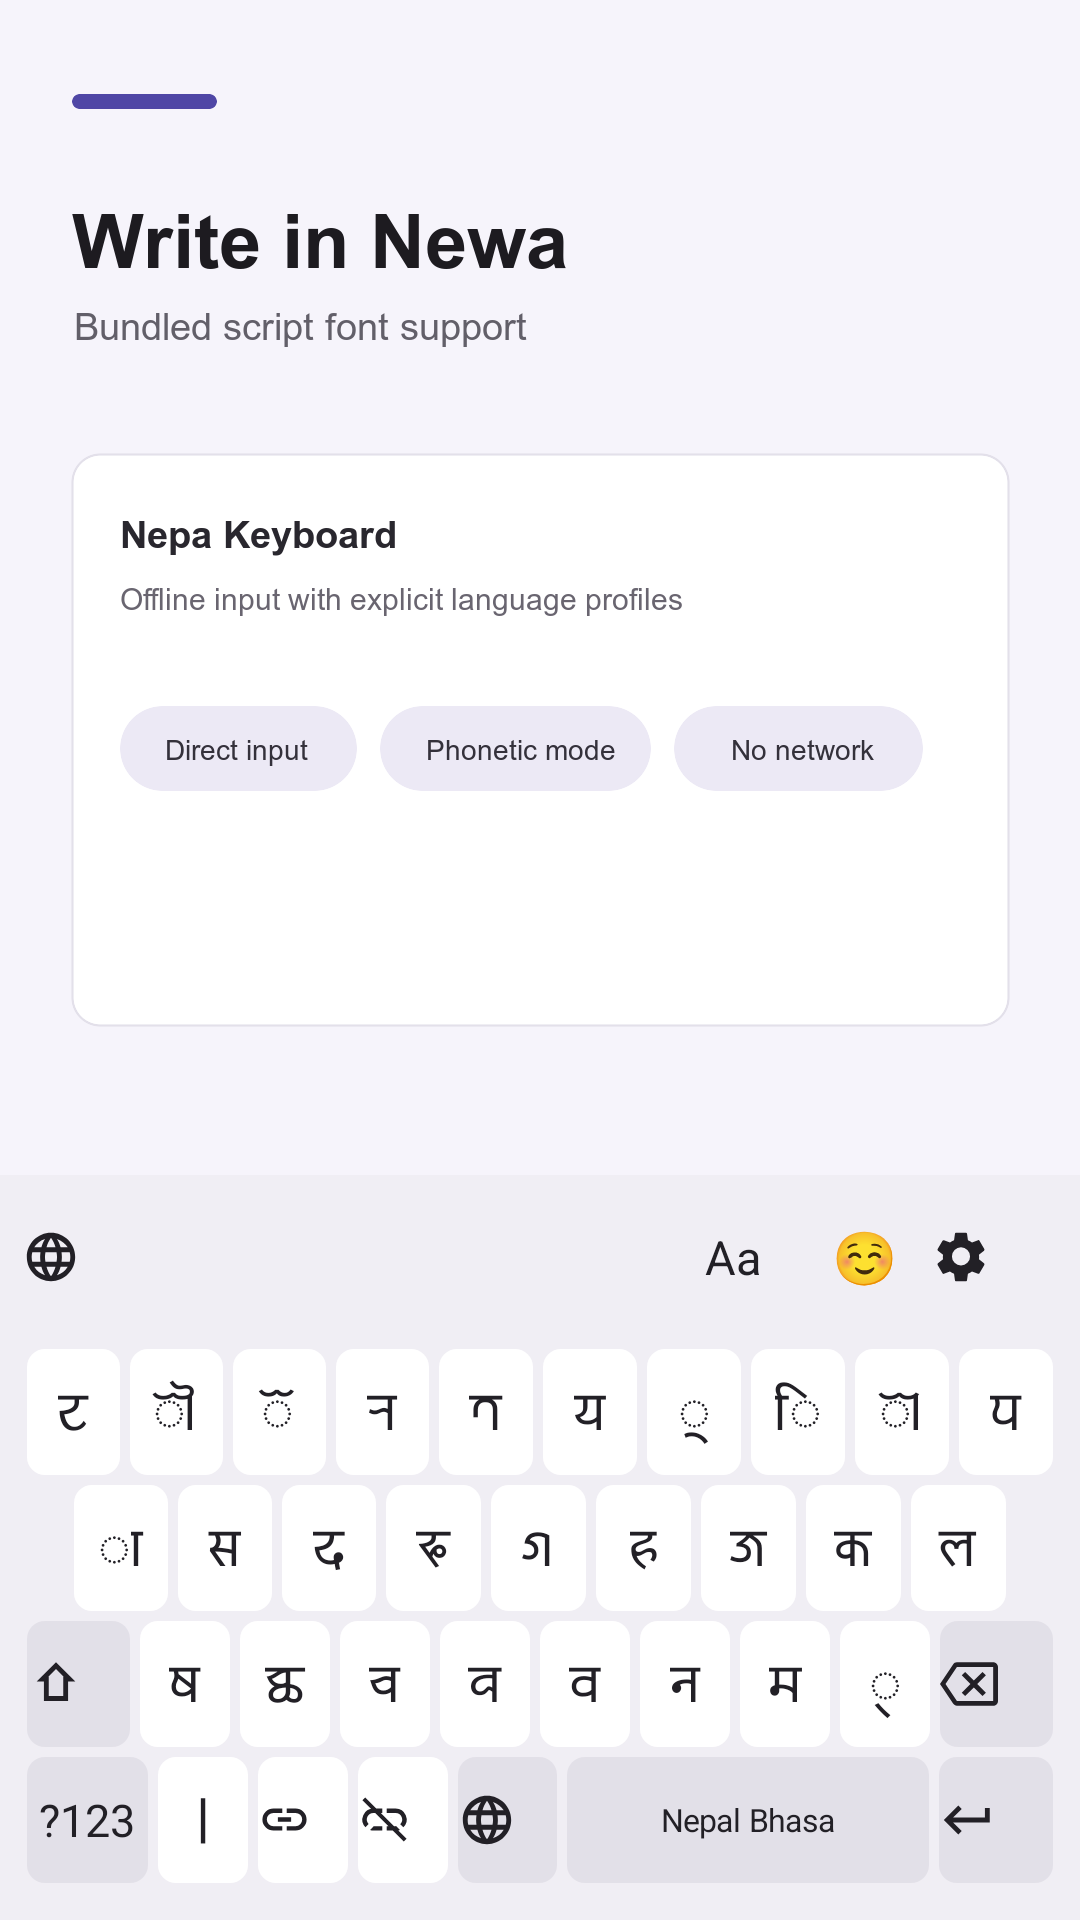 Write in Newa
Bundled script font support
Nepa Keyboard
Offline input with explicit language profiles
Direct input
Phonetic mode
No network
Aa ☺️
𑐚 𑑁 𑐾 𑐬 𑐟 𑐫 𑐸 𑐶 𑑀 𑐥
𑐵 𑐳 𑐡 𑐦 𑐐 𑐴 𑐖 𑐎 𑐮
𑐲 𑐔 𑐰 𑐧 𑐣 𑐩 𑑂
?123 𑑋 Nepal Bhasa